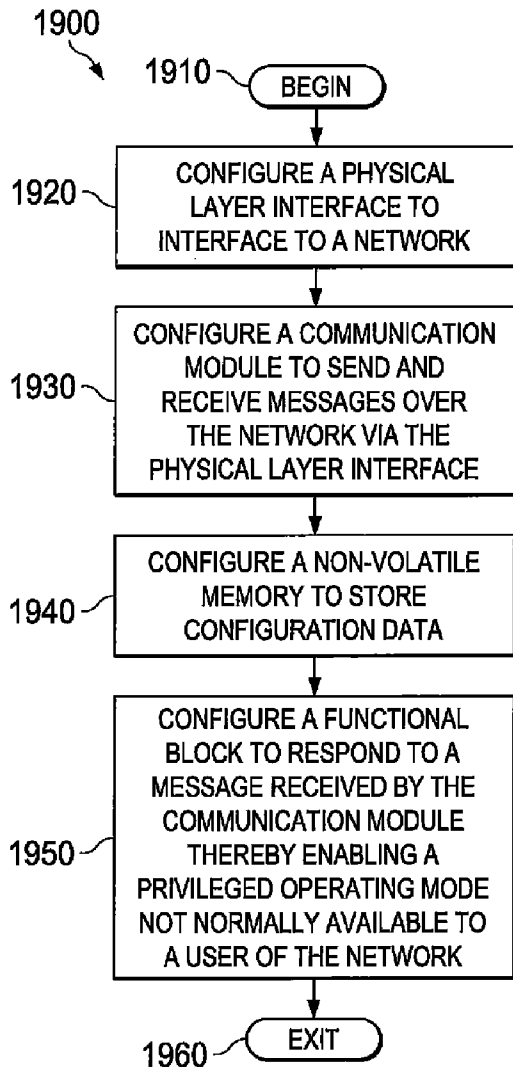 1900
1910
BEGIN
1920
CONFIGURE A PHYSICAL
LAYER INTERFACE TO
INTERFACE TO A NETWORK
1930
CONFIGURE A COMMUNICATION
MODULE TO SEND AND
RECEIVE MESSAGES OVER
THE NETWORK VIA THE
PHYSICAL LAYER INTERFACE
1940
CONFIGURE A NON-VOLATILE
MEMORY TO STORE
CONFIGURATION DATA
1950
CONFIGURE A FUNCTIONAL
BLOCK TO RESPOND TO A
MESSAGE RECEIVED BY THE
COMMUNICATION MODULE
THEREBY ENABLING A
PRIVILEGED OPERATING MODE
NOT NORMALLY AVAILABLE TO
A USER OF THE NETWORK
1960
EXIT